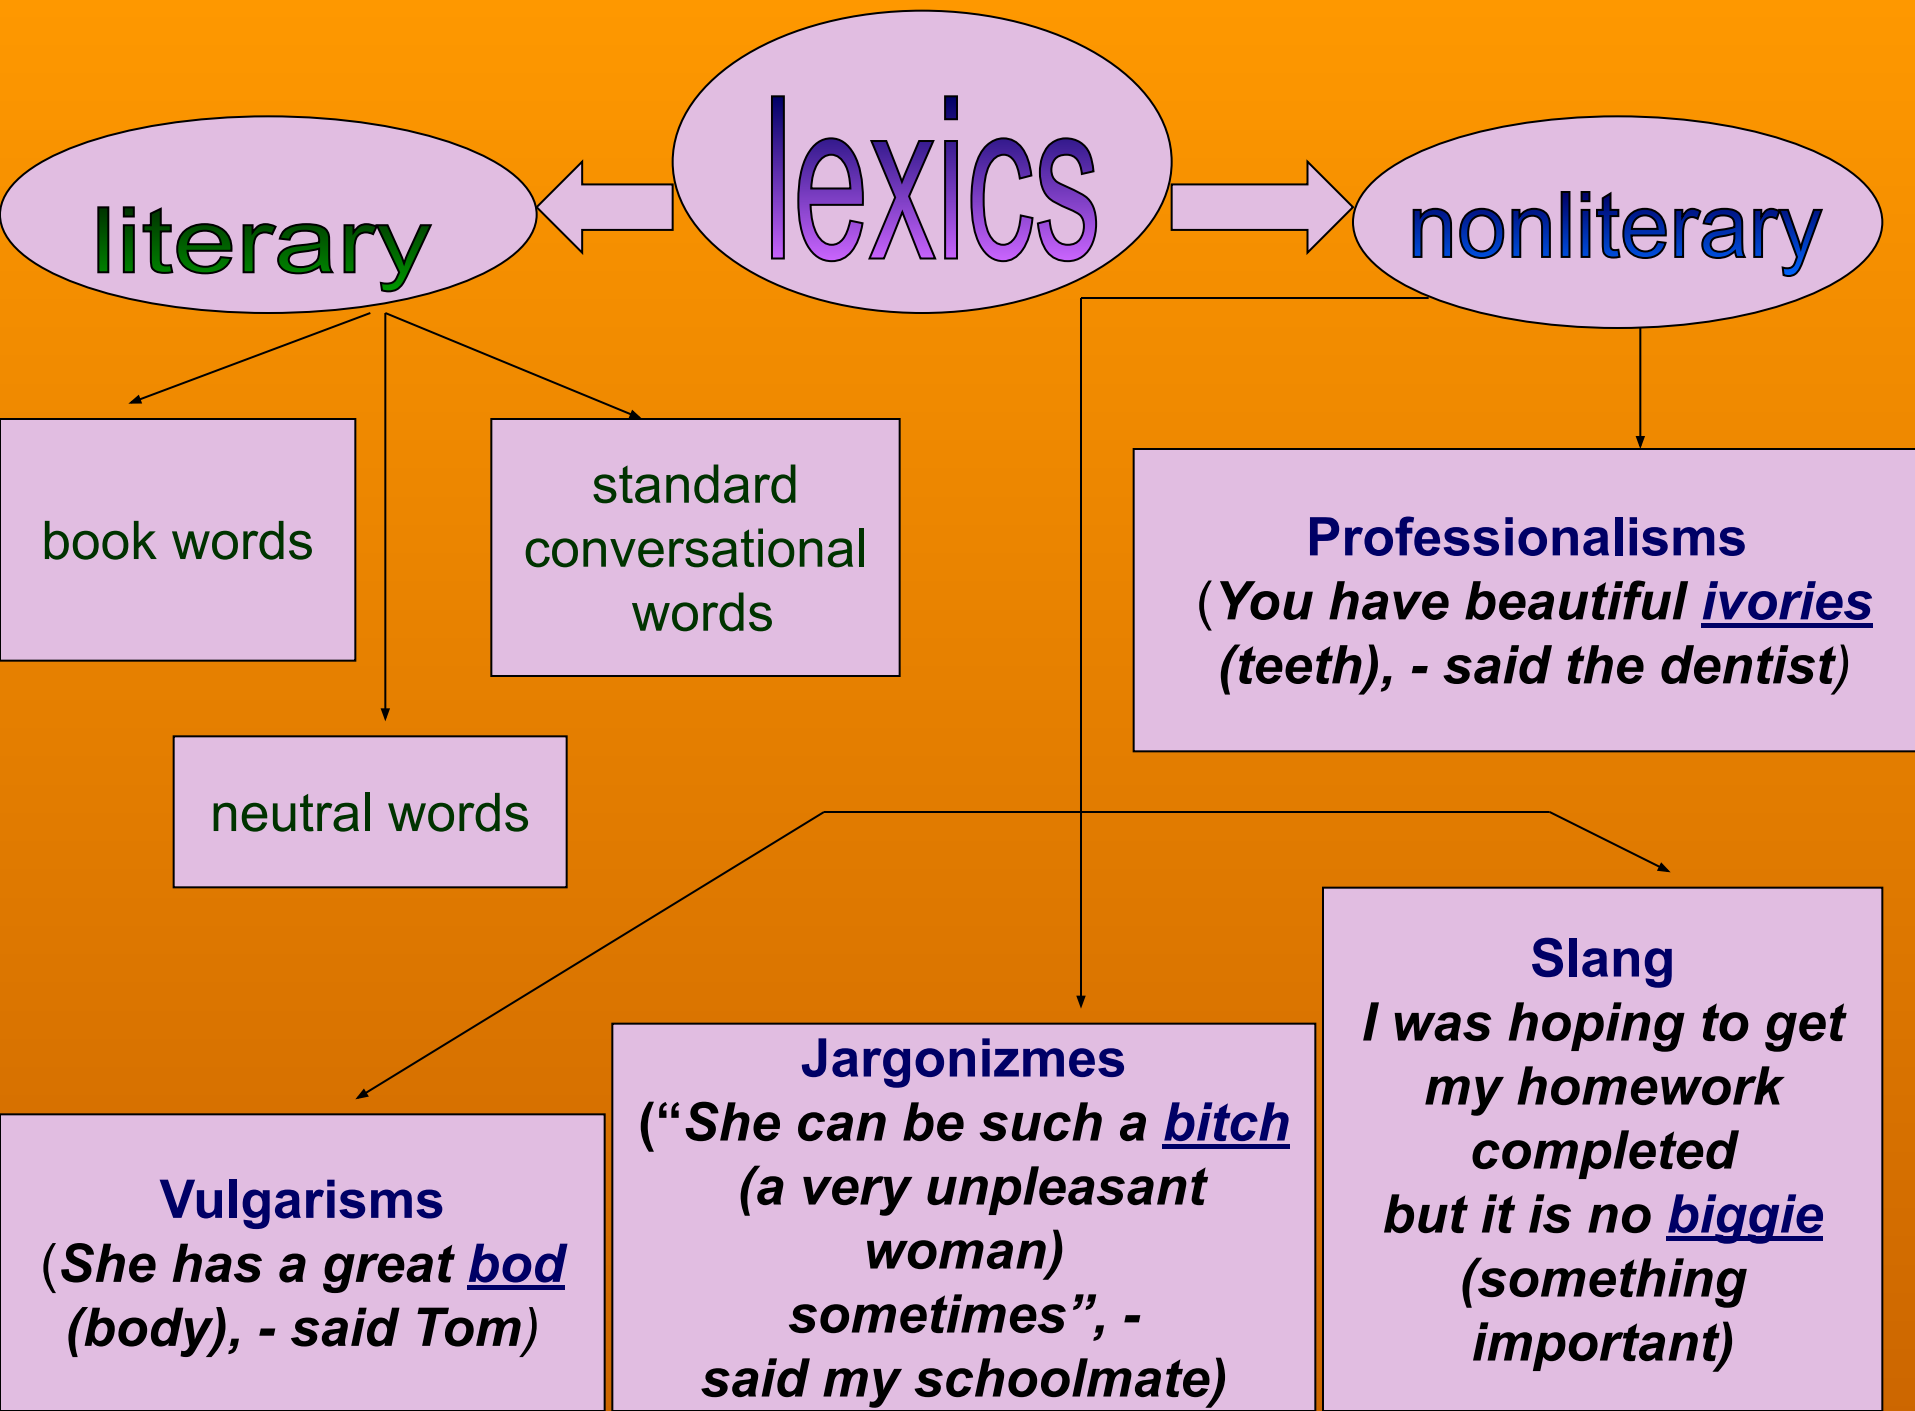 lexics
literary
nonliterary
book words
standard
conversational
words
neutral words
Professionalisms
(You have beautiful ivories
(teeth), - said the dentist)
Vulgarisms
(She has a great bod
(body), - said Tom)
Jargonizmes
(“She can be such a bitch
(a very unpleasant
woman)
sometimes”, -
said my schoolmate)
Slang
I was hoping to get
my homework
completed
but it is no biggie
(something
important)